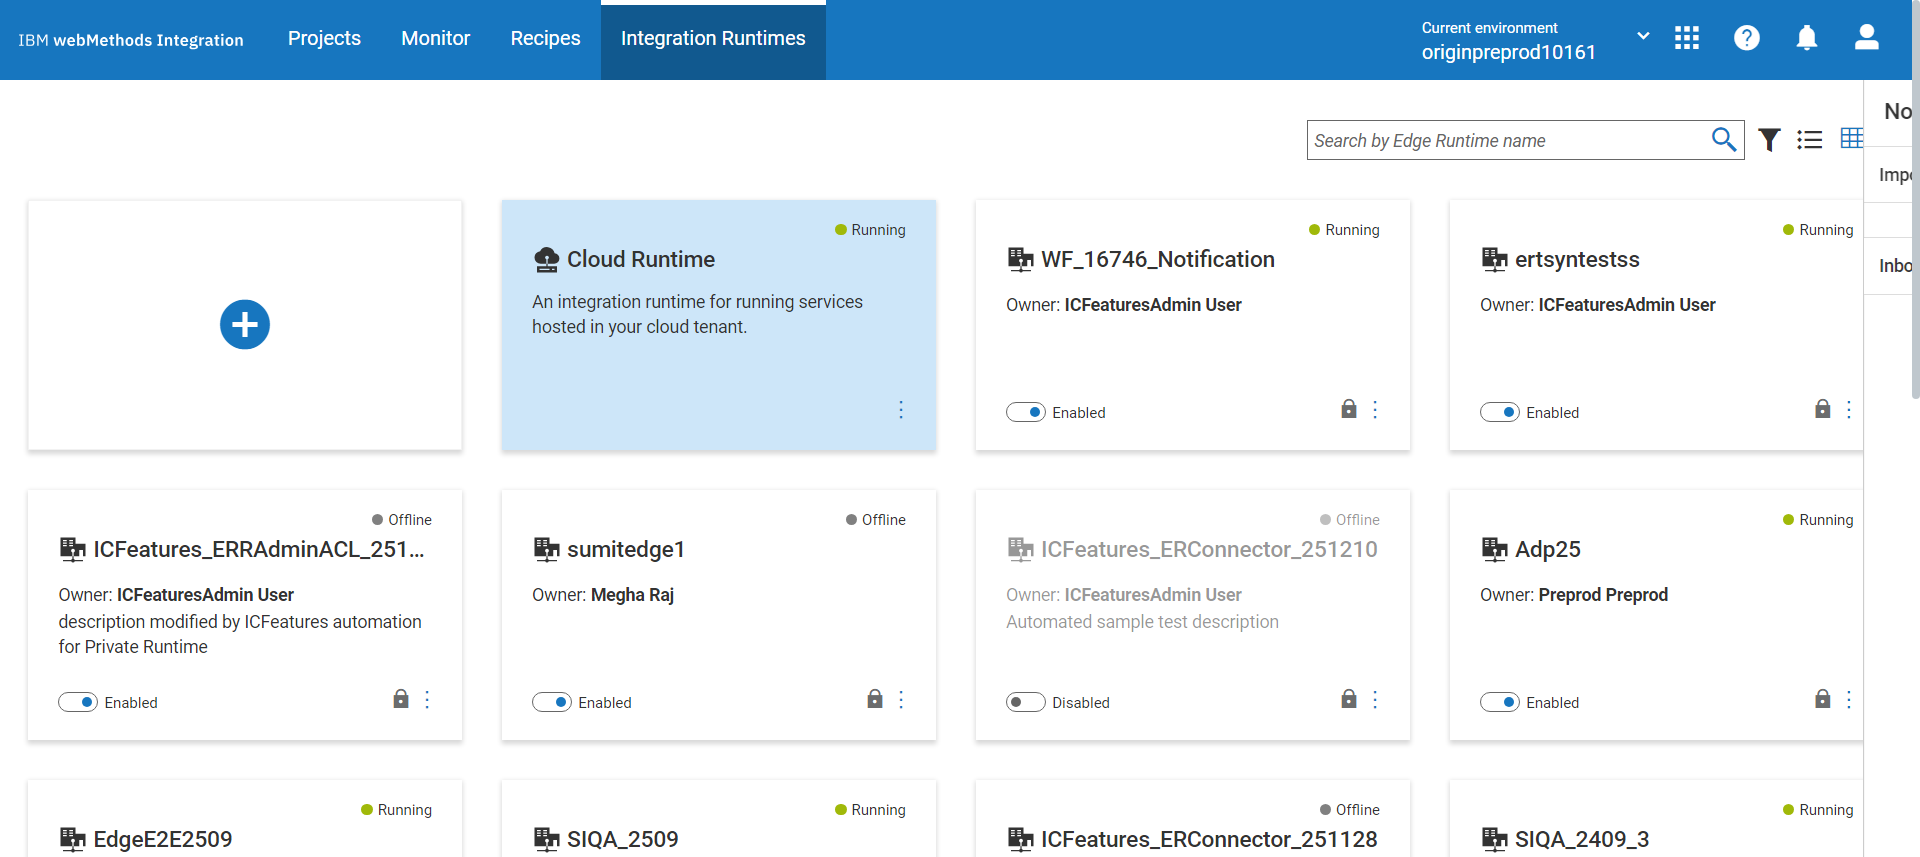 IBM webMethods Integration
Projects
Monitor
Recipes
Integration Runtimes
Current environment
originpreprod10161
No
Search by Edge Runtime name
Impo
Inbo
Running
Cloud Runtime
An integration runtime for running services
hosted in your cloud tenant.
Running
WF_16746_Notification
Owner: ICFeaturesAdmin User
Enabled
Running
ertsyntestss
Owner: ICFeaturesAdmin User
Enabled
Offline
ICFeatures_ERRAdminACL_251...
Owner: ICFeaturesAdmin User
description modified by ICFeatures automation
for Private Runtime
Enabled
Offline
sumitedge1
Owner: Megha Raj
Enabled
Offline
ICFeatures_ERConnector_251210
Owner: ICFeaturesAdmin User
Automated sample test description
Disabled
Running
Adp25
Owner: Preprod Preprod
Enabled
Running
EdgeE2E2509
Running
SIQA_2509
Offline
ICFeatures_ERConnector_251128
Running
SIQA_2409_3